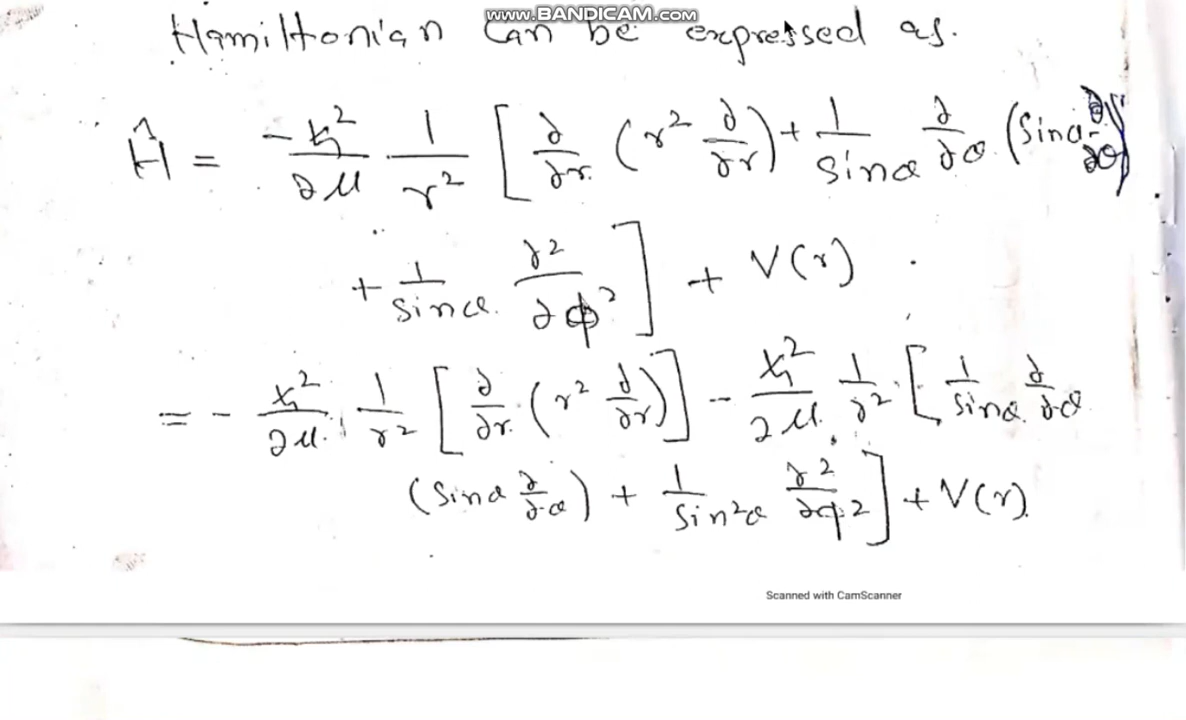 www.BANDICAM.com
Hamiltonian can be expressed as.
Ĥ = -ħ²/2μ 1/r² [ ∂/∂r (r² ∂/∂r) + 1/sinθ ∂/∂θ (sinθ ∂/∂θ)
+ 1/sinθ ∂²/∂φ² ] + V(r)
= - ħ²/2μ 1/r² [ ∂/∂r (r² ∂/∂r) ] - ħ²/2μ 1/r² [ 1/sinθ ∂/∂θ
(sinθ ∂/∂θ) + 1/sin²θ ∂²/∂φ² ] + V(r)
Scanned with CamScanner